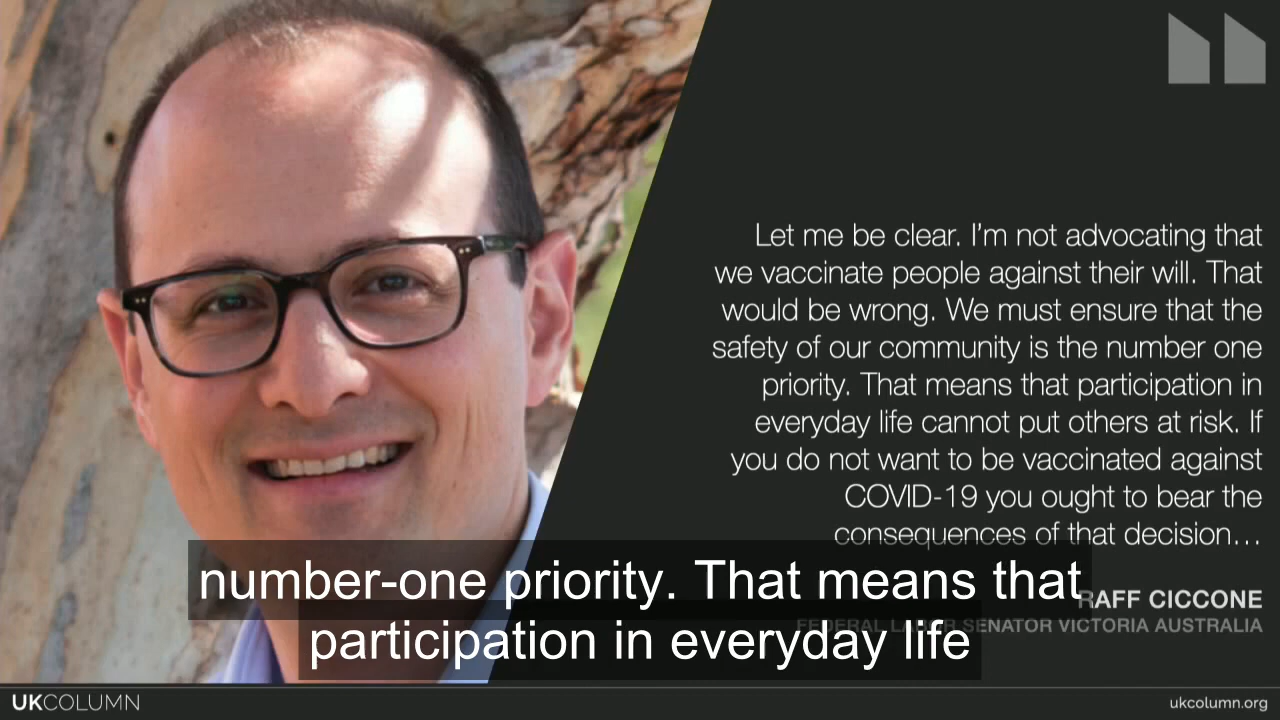 Let me be clear. I'm not advocating that
we vaccinate people against their will. That
would be wrong. We must ensure that the
safety of our community is the number one
priority. That means that participation in
everyday life cannot put others at risk. If
you do not want to be vaccinated against
COVID-19 you ought to bear the
consequences of that decision…
RAFF CICCONE
FEDERAL LABOR SENATOR VICTORIA AUSTRALIA
number-one priority. That means that
participation in everyday life
UKCOLUMN
ukcolumn.org